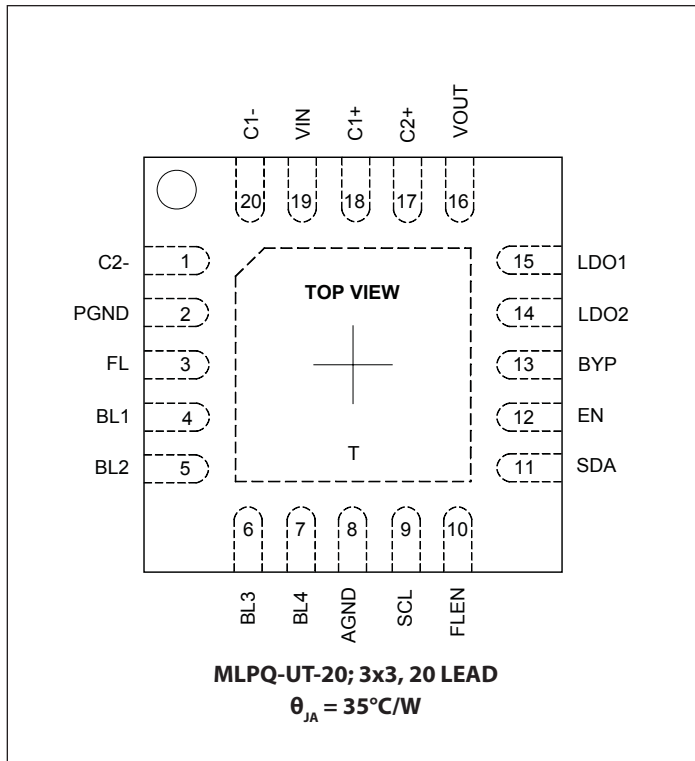 C1-
VIN
C1+
C2+
VOUT
20
19
18
17
16
C2-
1
PGND
2
FL
3
BL1
4
BL2
5
TOP VIEW
T
15
LDO1
14
LDO2
13
BYP
12
EN
11
SDA
6
7
8
9
10
BL3
BL4
AGND
SCL
FLEN
MLPQ-UT-20; 3x3, 20 LEAD
θJA = 35°C/W